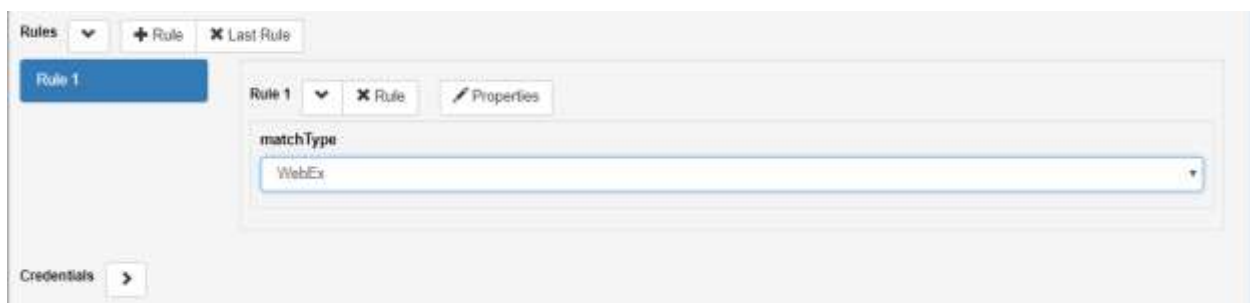 Rules + Rule ✖ Last Rule
Rule 1
Rule 1 ✖ Rule Properties
matchType
WebEx
Credentials